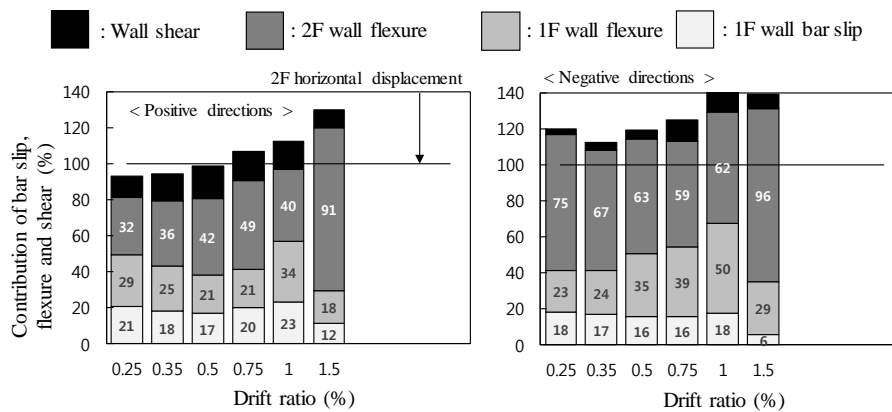 : Wall shear : 2F wall flexure : 1F wall flexure : 1F wall bar slip
2F horizontal displacement
Contribution of bar slip,
flexure and shear (%)
140
120
100
80
60
40
20
0
< Positive directions >
32 36 42 49 40 91
29 25 21 21 34 18
21 18 17 20 23 12
0.25 0.35 0.5 0.75 1 1.5
Drift ratio (%)
< Negative directions >
140
120
100
80
60
40
20
0
75 67 63 59 62 96
23 24 35 39 50 29
18 17 16 16 18 6
0.25 0.35 0.5 0.75 1 1.5
Drift ratio (%)